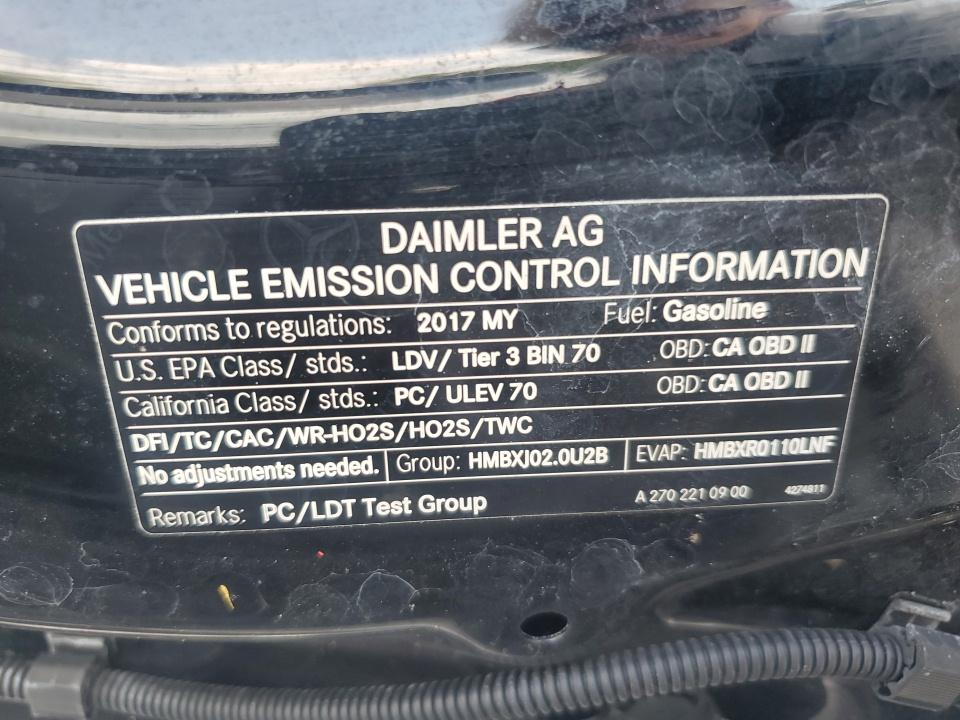 DAIMLER AG
VEHICLE EMISSION CONTROL INFORMATION
Conforms to regulations: 2017 MY Fuel: Gasoline
U.S. EPA Class/ stds.: LDV/ Tier 3 BIN 70 OBD: CA OBD II
California Class/ stds.: PC/ ULEV 70 OBD: CA OBD II
DFI/TC/CAC/WR-HO2S/HO2S/TWC
No adjustments needed. Group: HMBXJ02.0U2B EVAP: HMBXR0110LNF
Remarks: PC/LDT Test Group A 270 221 09 00 4274811